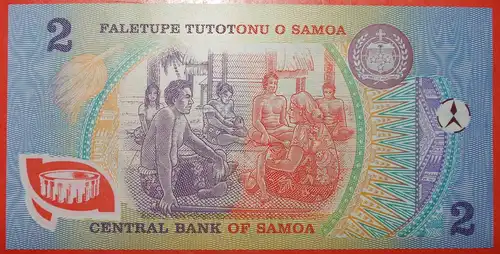 2
FALETUPE TUTOTONU O SAMOA
CENTRAL BANK OF SAMOA
2